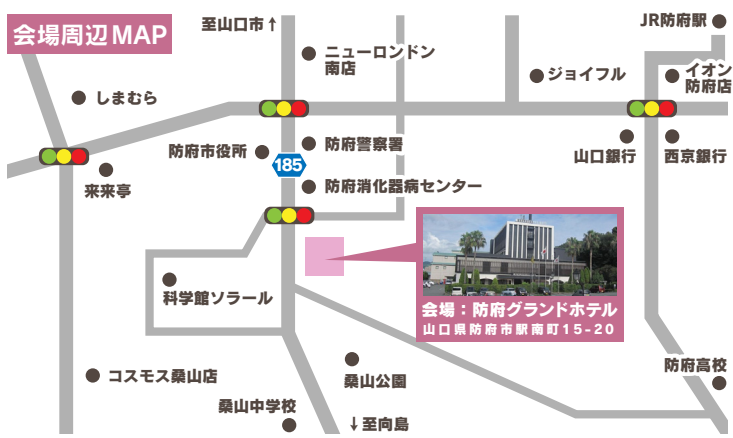 会場周辺MAP
至山口市↑
JR防府駅
ニューロンドン
南店
ジョイフル
イオン
防府店
しまむら
防府市役所
防府警察署
山口銀行
西京銀行
185
来来亭
防府消化器病センター
科学館ソラール
会場：防府グランドホテル
山口県防府市駅南町15-20
コスモス桑山店
桑山公園
防府高校
桑山中学校
↓至向島